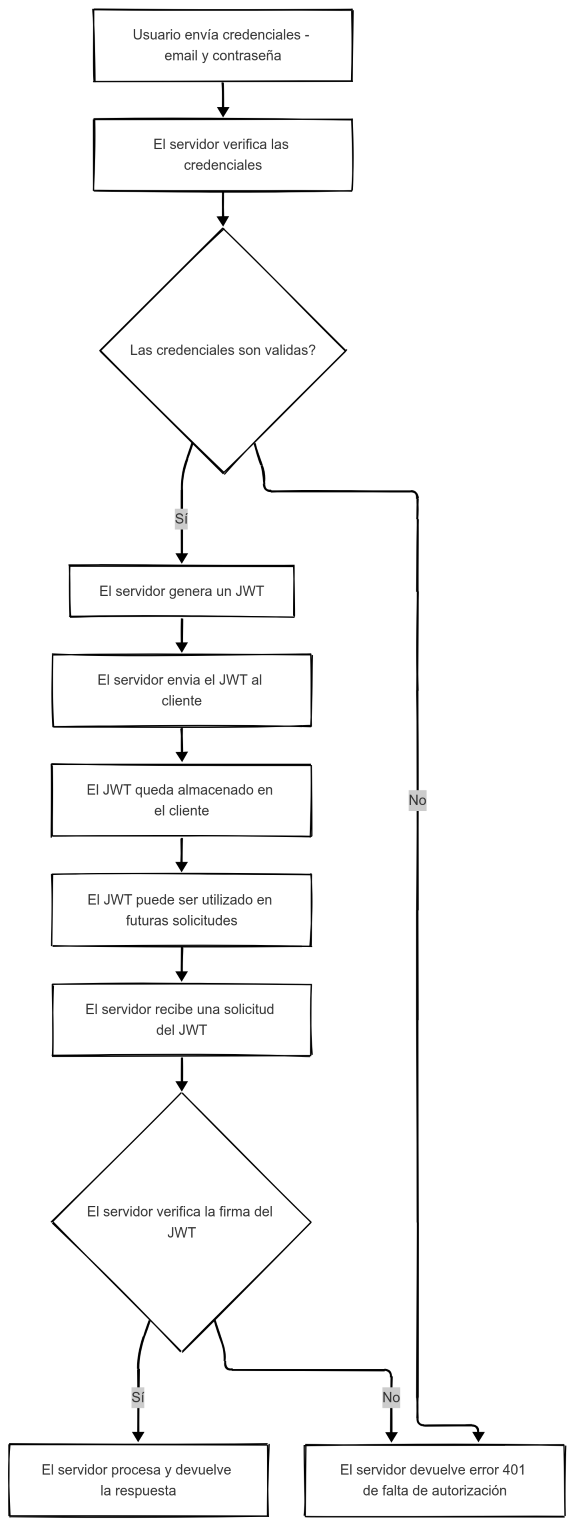 Usuario envía credenciales -
email y contraseña
El servidor verifica las
credenciales
Las credenciales son validas?
Sí
El servidor genera un JWT
El servidor envia el JWT al
cliente
El JWT queda almacenado en
el cliente
No
El JWT puede ser utilizado en
futuras solicitudes
El servidor recibe una solicitud
del JWT
El servidor verifica la firma del
JWT
Sí
No
El servidor procesa y devuelve
la respuesta
El servidor devuelve error 401
de falta de autorización